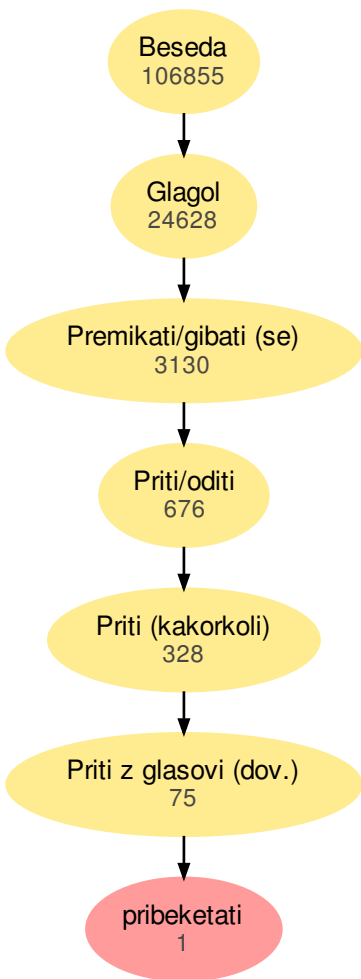 Beseda
106855
Glagol
24628
Premikati/gibati (se)
3130
Priti/oditi
676
Priti (kakorkoli)
328
Priti z glasovi (dov.)
75
pribeketati
1